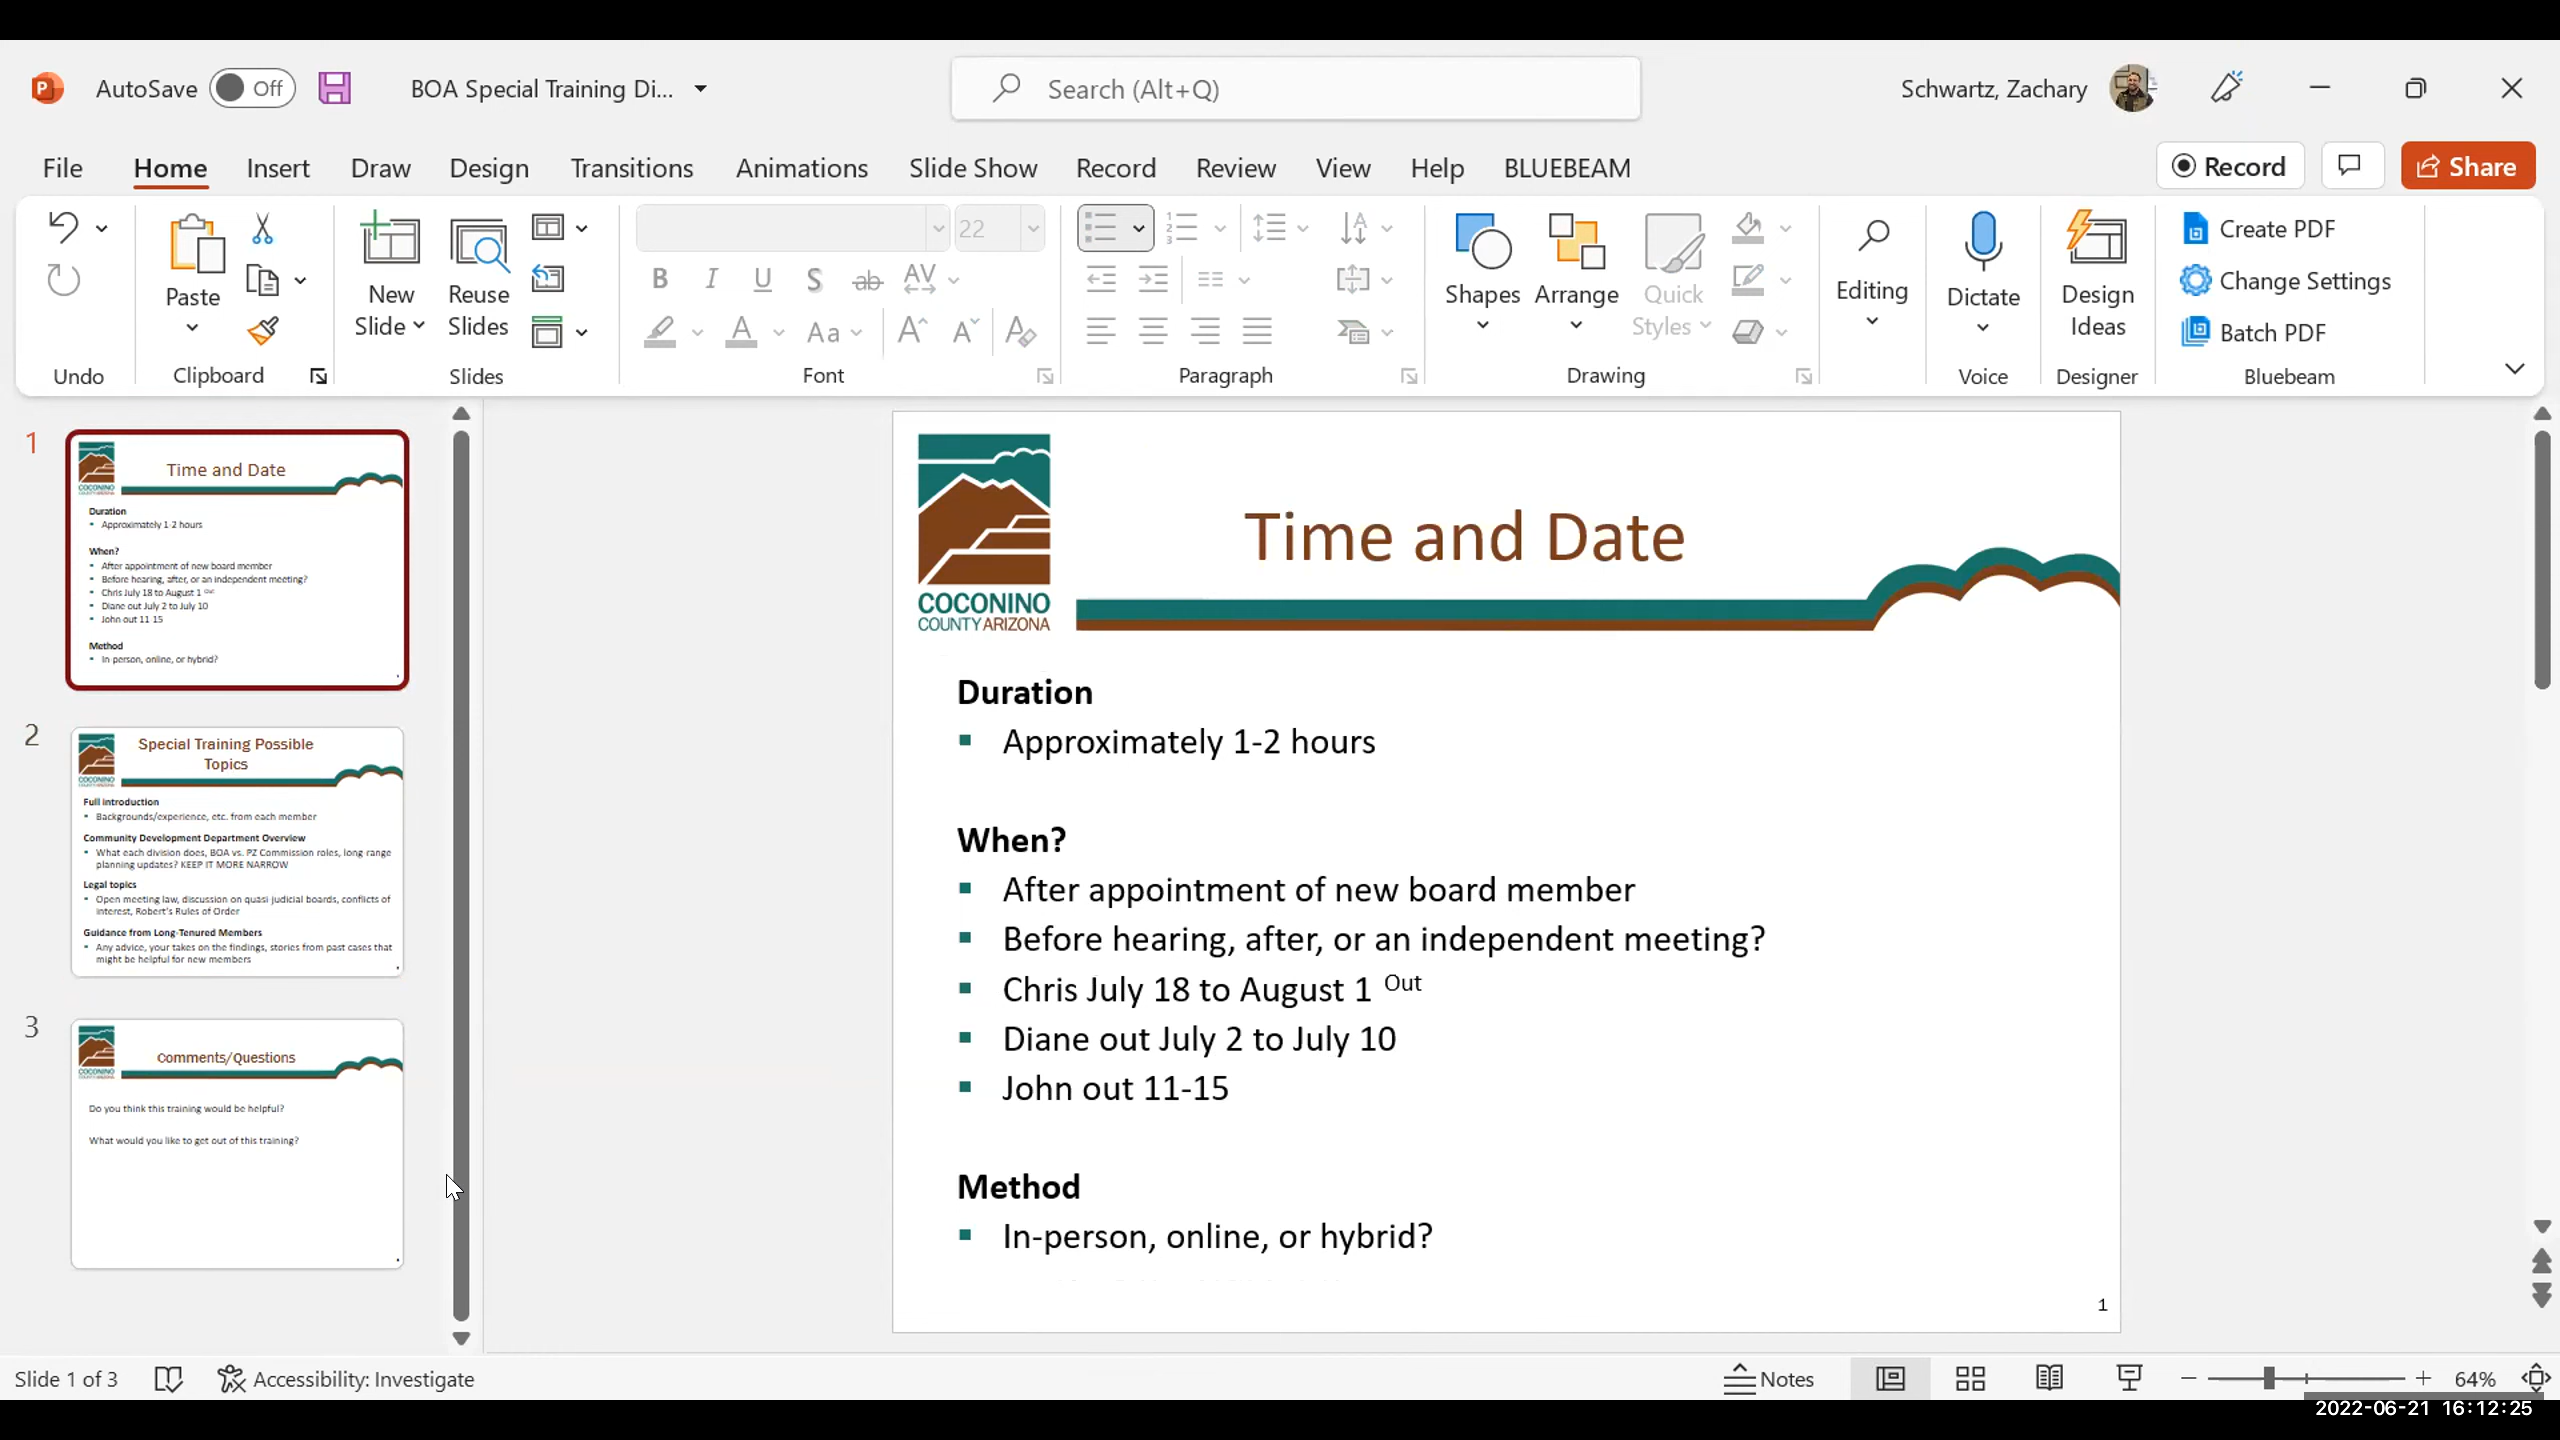 AutoSave Off BOA Special Training Di... Search (Alt+Q) Schwartz, Zachary
File Home Insert Draw Design Transitions Animations Slide Show Record Review View Help BLUEBEAM Record Share
Undo
Paste
Clipboard
New Slide
Reuse Slides
Slides
22
B I U S ab AV
A Aa A A A
Font
Paragraph
Shapes
Arrange
Quick Styles
Drawing
Editing
Dictate
Voice
Design Ideas
Designer
Create PDF
Change Settings
Batch PDF
Bluebeam
1
COCONINO
COUNTY ARIZONA
Time and Date
Duration
Approximately 1-2 hours
When?
After appointment of new board member
Before hearing, after, or an independent meeting?
Chris July 18 to August 1 Out
Diane out July 2 to July 10
John out 11-15
Method
In-person, online, or hybrid?
2
COCONINO
Special Training Possible
Topics
Full introduction
Backgrounds/experience, etc. from each member
Community Development Department Overview
What each division does, BOA vs. PZ Commission roles, long range
planning updates? KEEP IT MORE NARROW
Legal topics
Open meeting law, discussion on quasi judicial boards, conflicts of
interest, Robert's Rules of Order
Guidance from Long-Tenured Members
Any advice, your takes on the findings, stories from past cases that
might be helpful for new members
3
COCONINO
Comments/Questions
Do you think this training would be helpful?
What would you like to get out of this training?
COCONINO
COUNTY ARIZONA
Time and Date
Duration
Approximately 1-2 hours
When?
After appointment of new board member
Before hearing, after, or an independent meeting?
Chris July 18 to August 1 Out
Diane out July 2 to July 10
John out 11-15
Method
In-person, online, or hybrid?
1
Slide 1 of 3 Accessibility: Investigate Notes 64%
2022-06-21 16:12:25